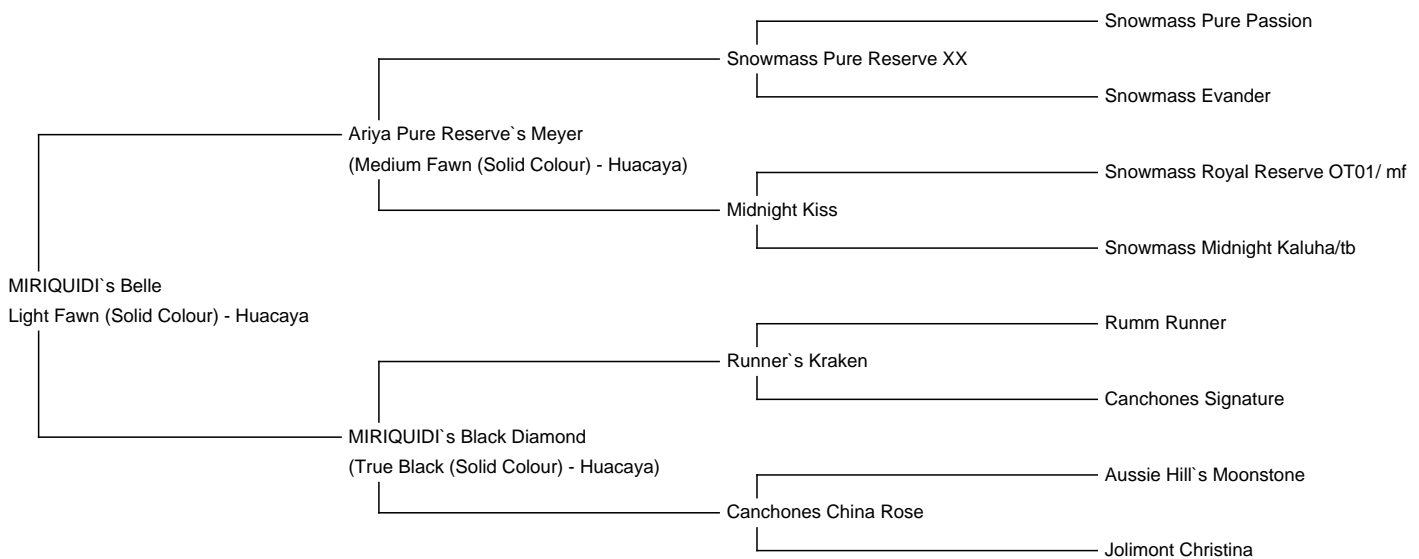 Snowmass Pure Passion
Snowmass Pure Reserve XX
Snowmass Evander
Ariya Pure Reserve`s Meyer
(Medium Fawn (Solid Colour) - Huacaya)
Snowmass Royal Reserve OT01/ mf
Midnight Kiss
Snowmass Midnight Kaluha/tb
MIRIQUIDI`s Belle
Light Fawn (Solid Colour) - Huacaya
Rumm Runner
Runner`s Kraken
Canchones Signature
MIRIQUIDI`s Black Diamond
(True Black (Solid Colour) - Huacaya)
Aussie Hill`s Moonstone
Canchones China Rose
Jolimont Christina